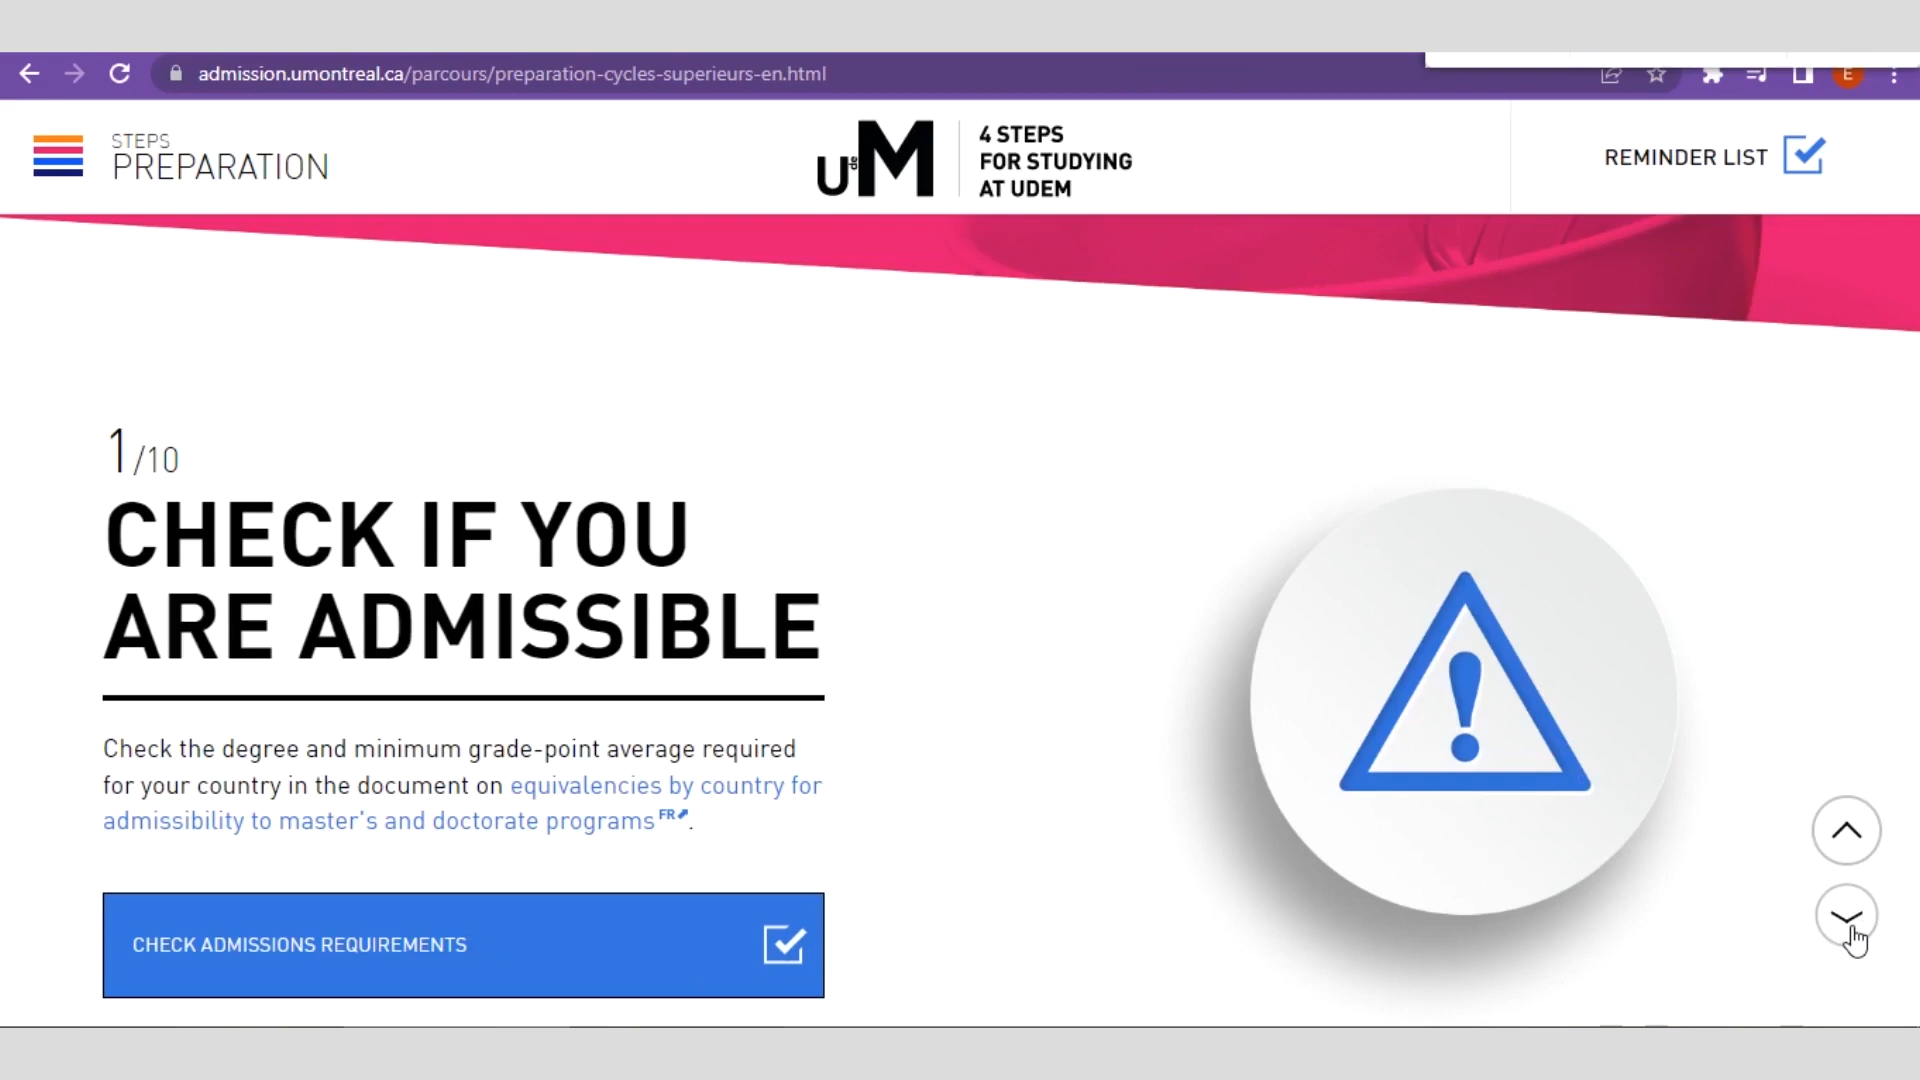 admission.umontreal.ca/parcours/preparation-cycles-superieurs-en.html
E
STEPS
PREPARATION
UdeM
4 STEPS
FOR STUDYING
AT UDEM
REMINDER LIST
1/10
CHECK IF YOU
ARE ADMISSIBLE
Check the degree and minimum grade-point average required
for your country in the document on equivalencies by country for
admissibility to master's and doctorate programs FR.
CHECK ADMISSIONS REQUIREMENTS